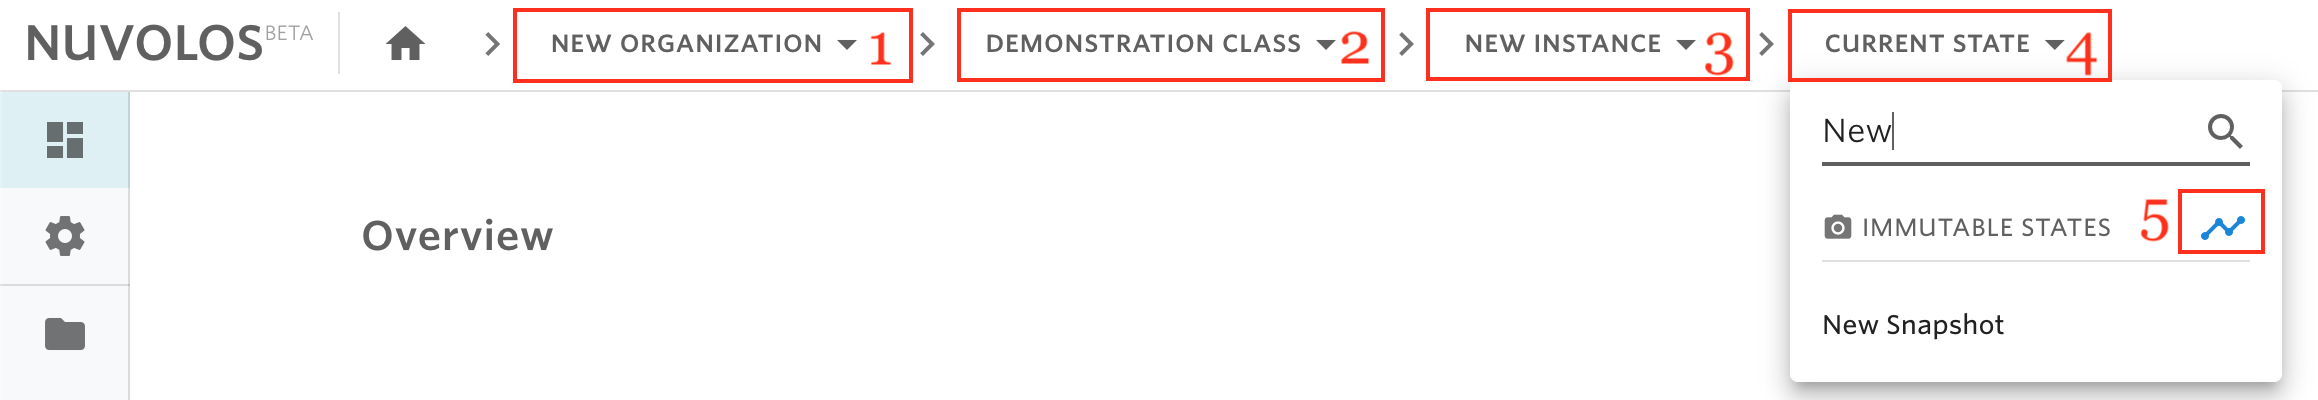 NUVOLOS BETA NEW ORGANIZATION 1 DEMONSTRATION CLASS 2 NEW INSTANCE 3 CURRENT STATE 4
New
IMMUTABLE STATES 5
Overview
New Snapshot